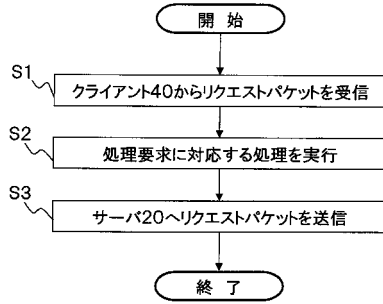 開 始
S1
クライアント40からリクエストパケットを受信
S2
処理要求に対応する処理を実行
S3
サーバ20へリクエストパケットを送信
終 了